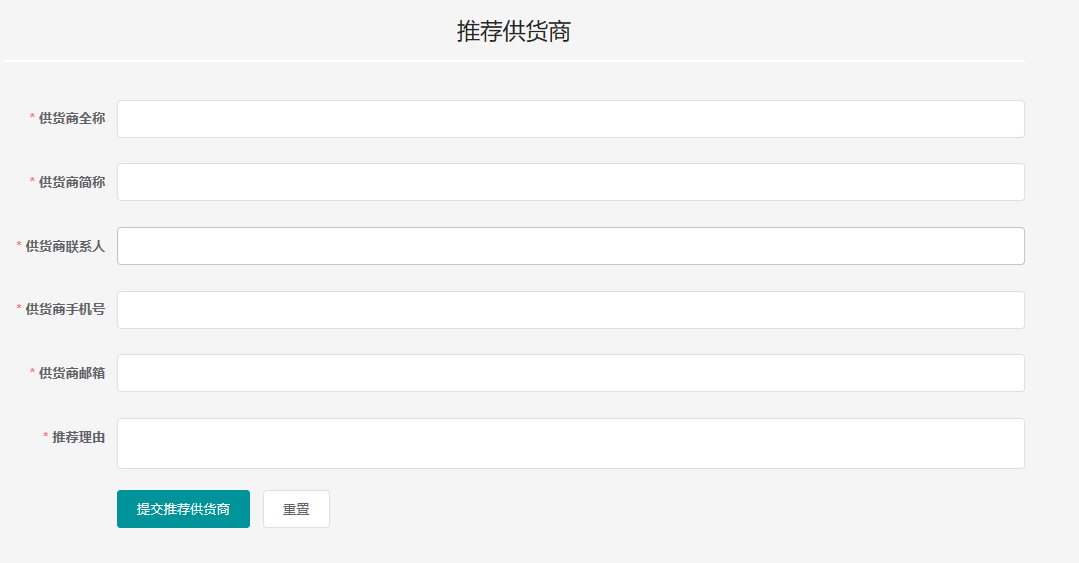 推荐供货商
* 供货商全称
* 供货商简称
* 供货商联系人
* 供货商手机号
* 供货商邮箱
* 推荐理由
提交推荐供货商 重置